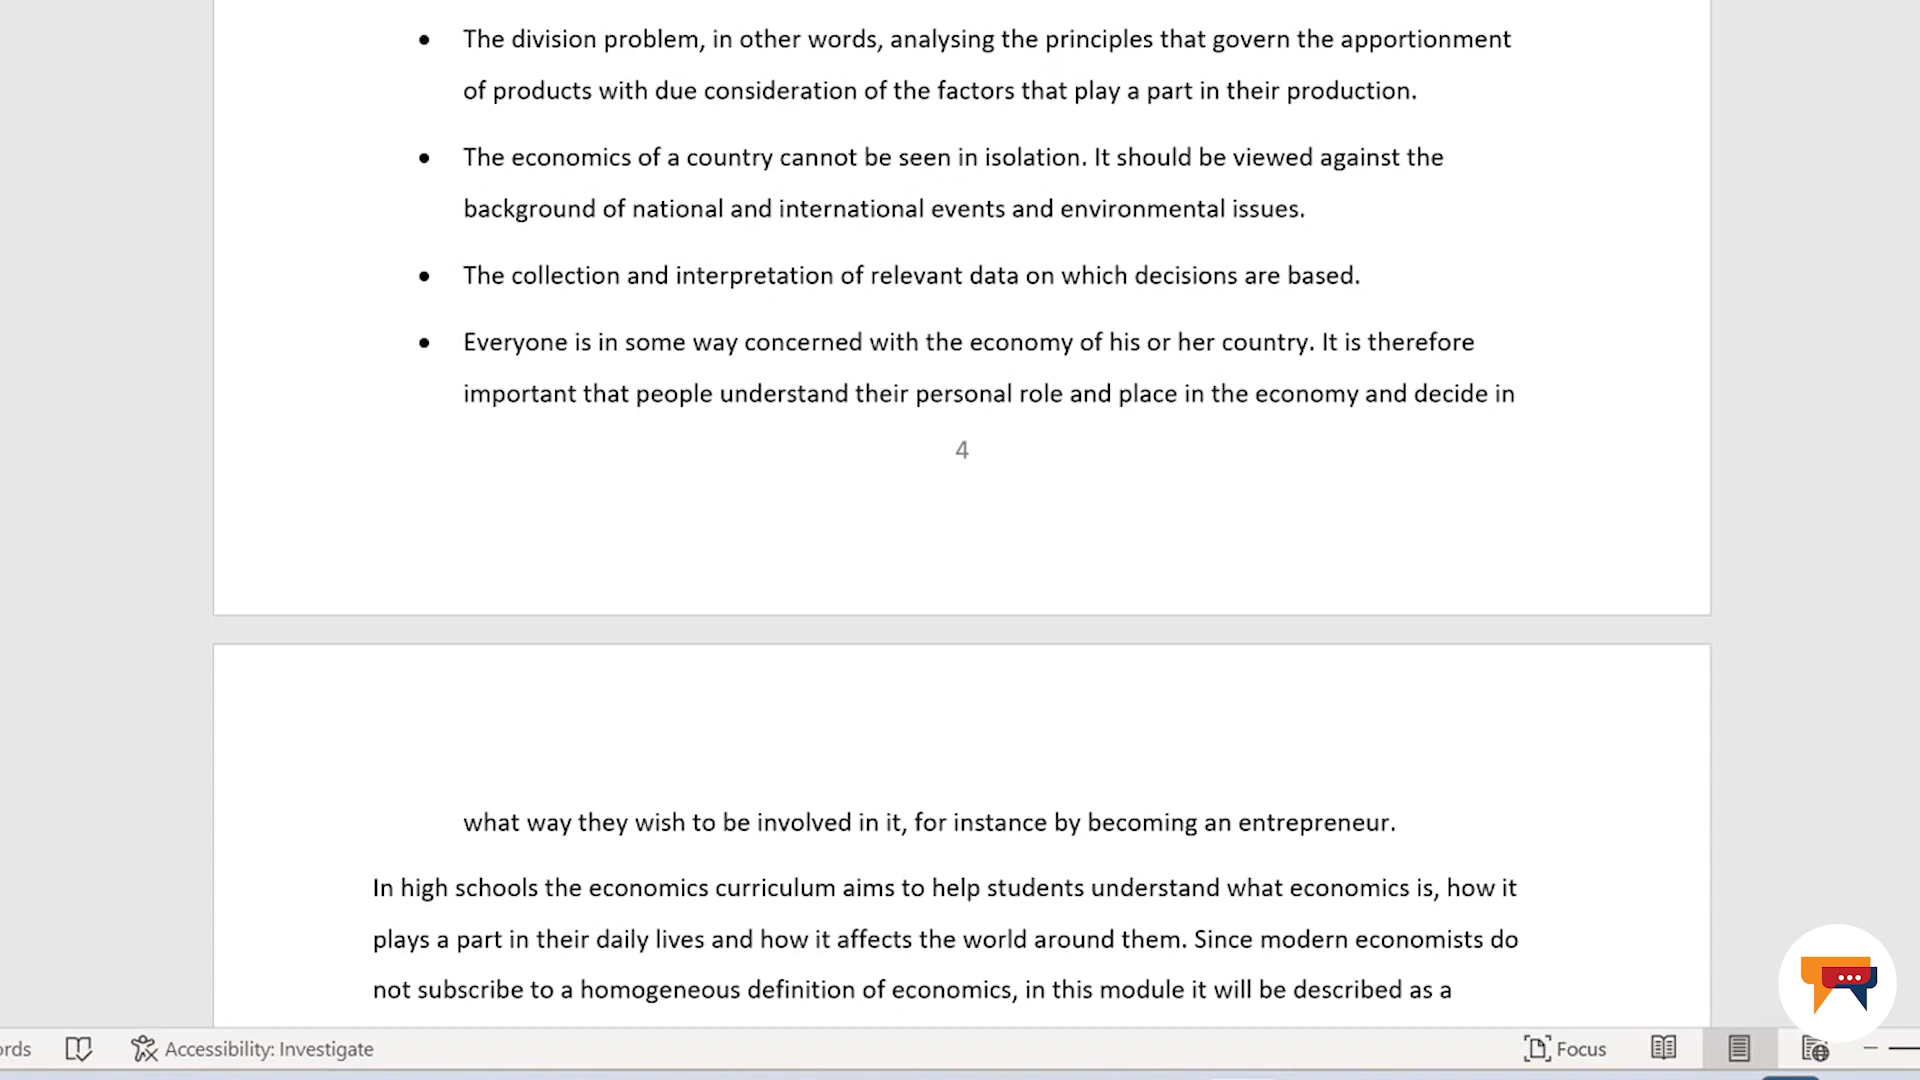 • The division problem, in other words, analysing the principles that govern the apportionment
of products with due consideration of the factors that play a part in their production.
• The economics of a country cannot be seen in isolation. It should be viewed against the
background of national and international events and environmental issues.
• The collection and interpretation of relevant data on which decisions are based.
• Everyone is in some way concerned with the economy of his or her country. It is therefore
important that people understand their personal role and place in the economy and decide in
4
what way they wish to be involved in it, for instance by becoming an entrepreneur.
In high schools the economics curriculum aims to help students understand what economics is, how it
plays a part in their daily lives and how it affects the world around them. Since modern economists do
not subscribe to a homogeneous definition of economics, in this module it will be described as a
ords Accessibility: Investigate Focus